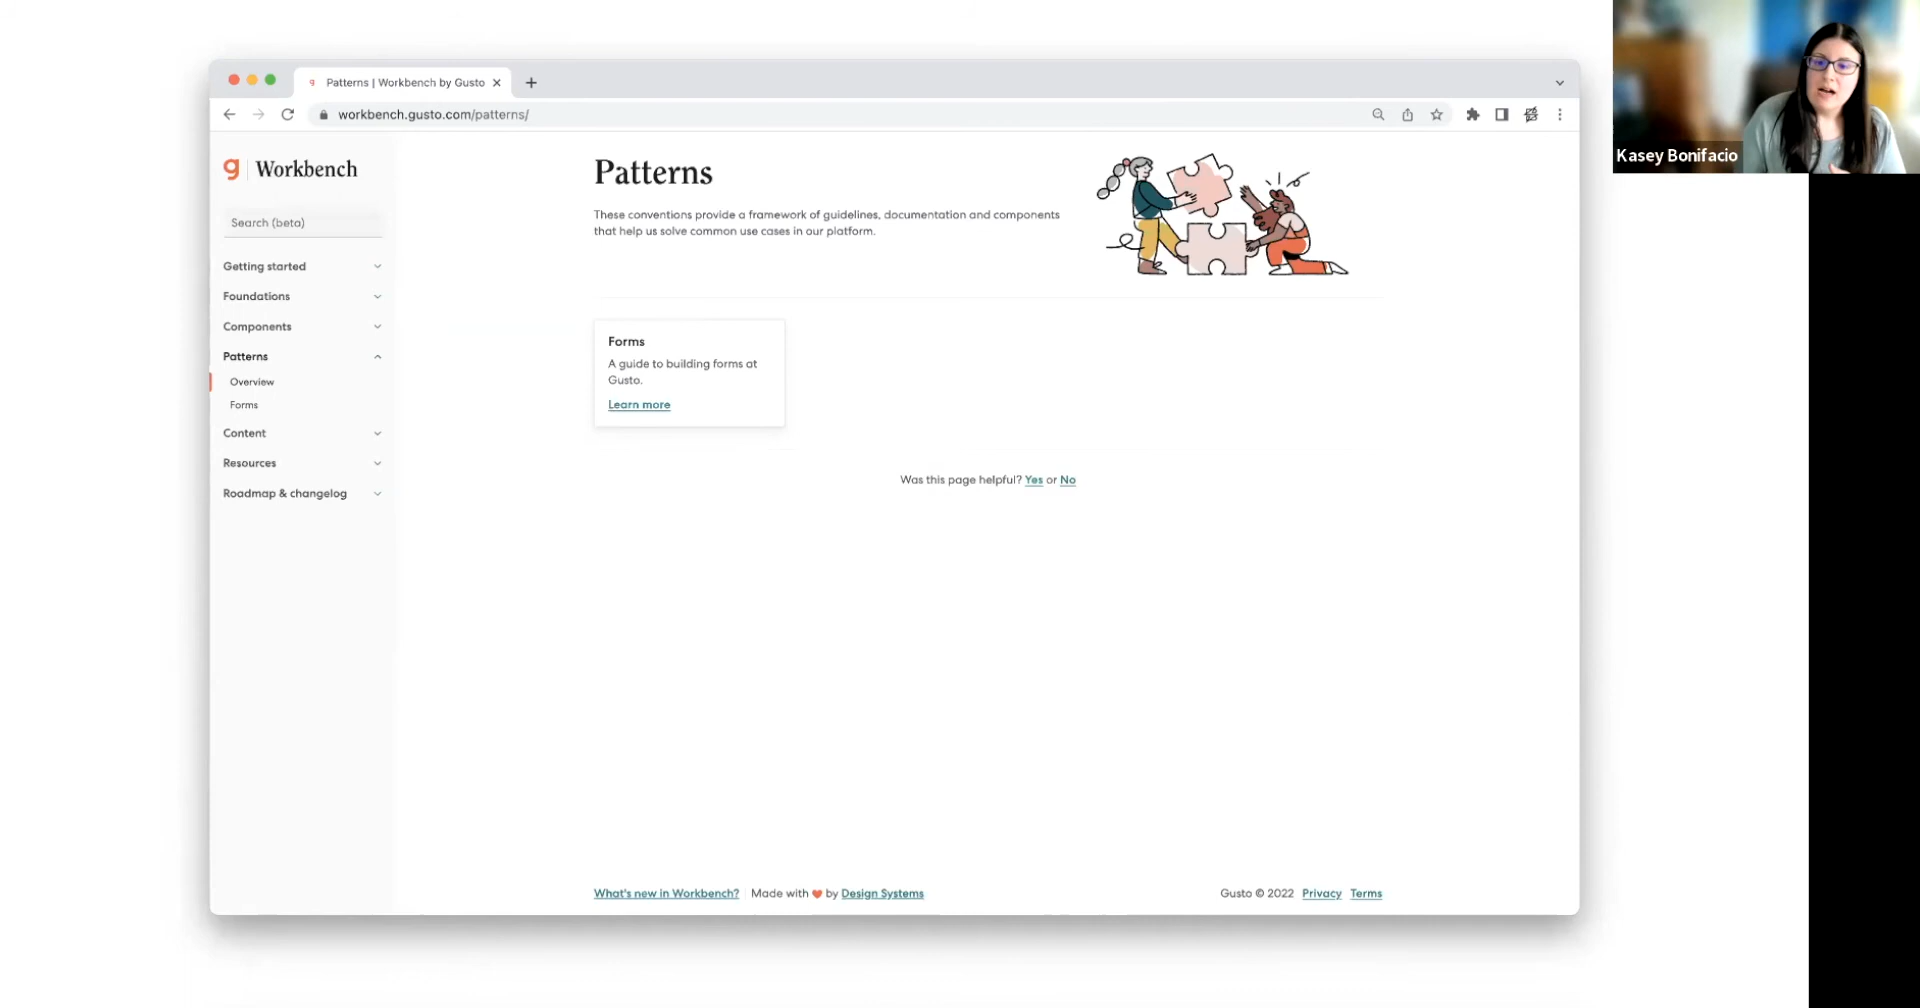 Patterns | Workbench by Gusto
workbench.gusto.com/patterns/
Kasey Bonifacio
g Workbench
Search (beta)
Getting started
Foundations
Components
Patterns
Overview
Forms
Content
Resources
Roadmap & changelog
Patterns
These conventions provide a framework of guidelines, documentation and components
that help us solve common use cases in our platform.
Forms
A guide to building forms at
Gusto.
Learn more
Was this page helpful? Yes or No
What's new in Workbench? Made with ❤ by Design Systems
Gusto © 2022 Privacy Terms